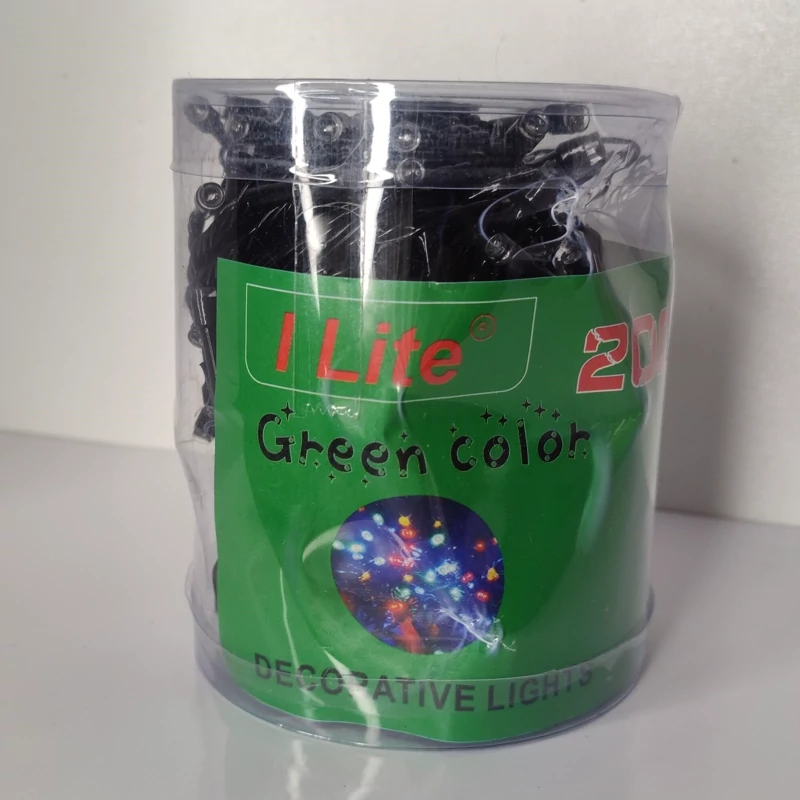 I Lite ®
Green color
DECORATIVE LIGHTS